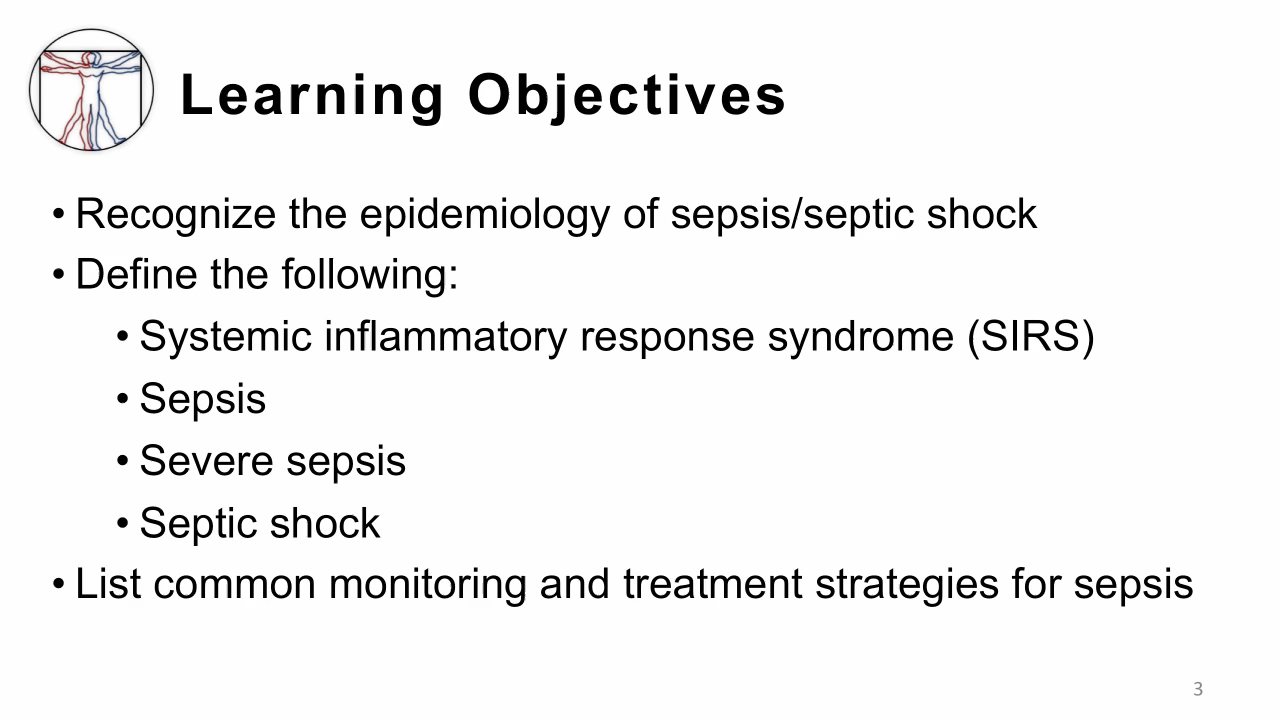 Learning Objectives
• Recognize the epidemiology of sepsis/septic shock
• Define the following:
• Systemic inflammatory response syndrome (SIRS)
• Sepsis
• Severe sepsis
• Septic shock
• List common monitoring and treatment strategies for sepsis
3